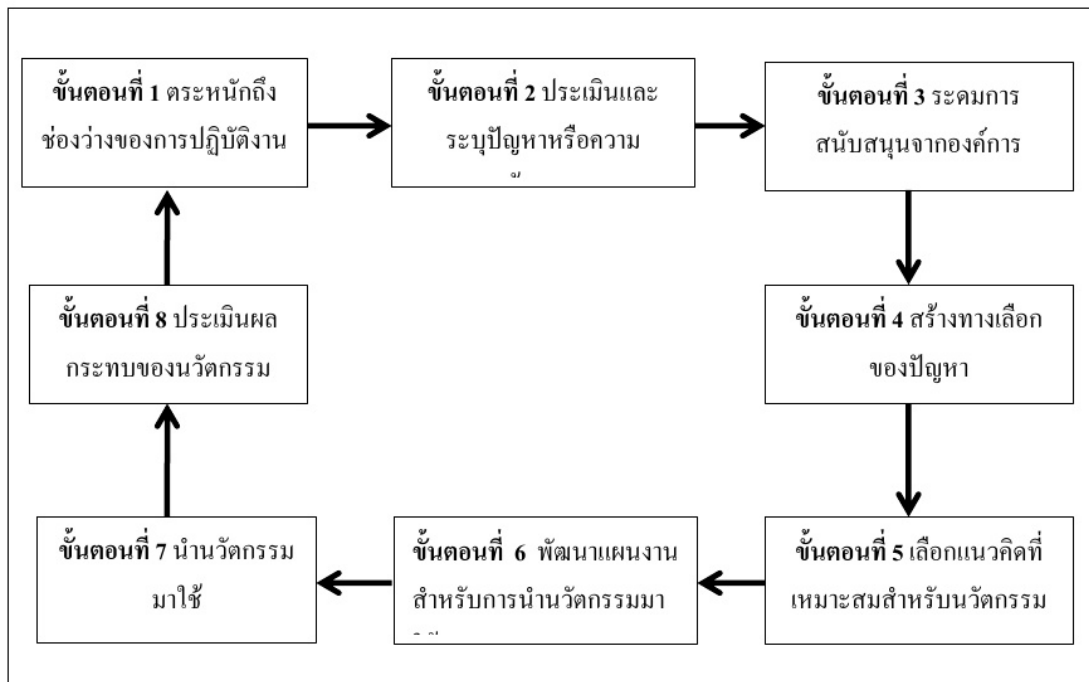 ขั้นตอนที่ 1 ตระหนักถึง
ช่องว่างของการปฏิบัติงาน
ขั้นตอนที่ 2 ประเมินและ
ระบุปัญหาหรือความ
ขั้นตอนที่ 3 ระดมการ
สนับสนุนจากองค์การ
ขั้นตอนที่ 4 สร้างทางเลือก
ของปัญหา
ขั้นตอนที่ 5 เลือกแนวคิดที่
เหมาะสมสำหรับนวัตกรรม
ขั้นตอนที่ 6 พัฒนาแผนงาน
สำหรับการนำนวัตกรรมมา
ขั้นตอนที่ 7 นำนวัตกรรม
มาใช้
ขั้นตอนที่ 8 ประเมินผล
กระทบของนวัตกรรม